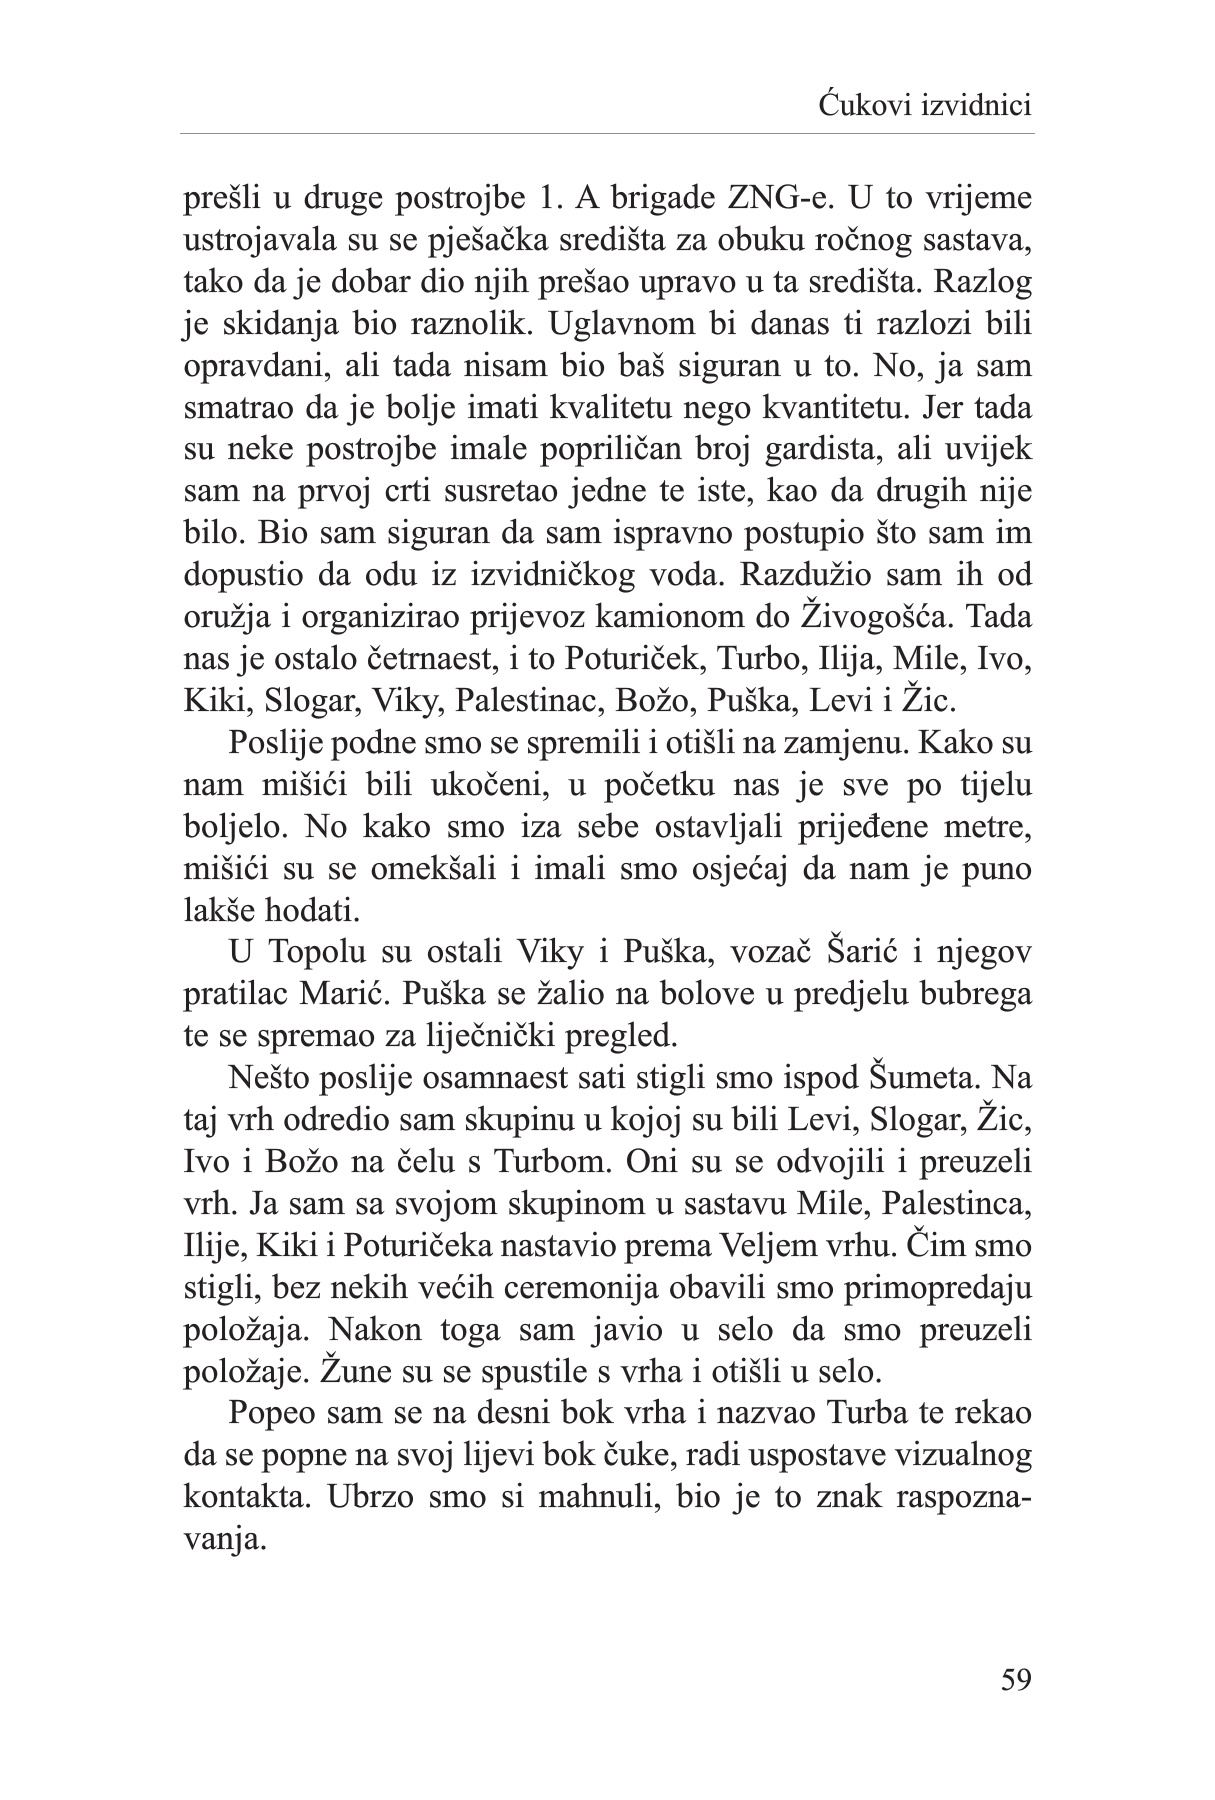 Ćukovi izvidnici
prešli u druge postrojbe 1. A brigade ZNG-e. U to vrijeme
ustrojavala su se pješačka središta za obuku ročnog sastava,
tako da je dobar dio njih prešao upravo u ta središta. Razlog
je skidanja bio raznolik. Uglavnom bi danas ti razlozi bili
opravdani, ali tada nisam bio baš siguran u to. No, ja sam
smatrao da je bolje imati kvalitetu nego kvantitetu. Jer tada
su neke postrojbe imale popriličan broj gardista, ali uvijek
sam na prvoj crti susretao jedne te iste, kao da drugih nije
bilo. Bio sam siguran da sam ispravno postupio što sam im
dopustio da odu iz izvidničkog voda. Razdužio sam ih od
oružja i organizirao prijevoz kamionom do Živogošća. Tada
nas je ostalo četrnaest, i to Poturiček, Turbo, Ilija, Mile, Ivo,
Kiki, Slogar, Viky, Palestinac, Božo, Puška, Levi i Žic.
Poslije podne smo se spremili i otišli na zamjenu. Kako su
nam mišići bili ukočeni, u početku nas je sve po tijelu
boljelo. No kako smo iza sebe ostavljali prijeđene metre,
mišići su se omekšali i imali smo osjećaj da nam je puno
lakše hodati.
U Topolu su ostali Viky i Puška, vozač Šarić i njegov
pratilac Marić. Puška se žalio na bolove u predjelu bubrega
te se spremao za liječnički pregled.
Nešto poslije osamnaest sati stigli smo ispod Šumeta. Na
taj vrh odredio sam skupinu u kojoj su bili Levi, Slogar, Žic,
Ivo i Božo na čelu s Turbom. Oni su se odvojili i preuzeli
vrh. Ja sam sa svojom skupinom u sastavu Mile, Palestinca,
Ilije, Kiki i Poturičeka nastavio prema Veljem vrhu. Čim smo
stigli, bez nekih većih ceremonija obavili smo primopredaju
položaja. Nakon toga sam javio u selo da smo preuzeli
položaje. Žune su se spustile s vrha i otišli u selo.
Popeo sam se na desni bok vrha i nazvao Turba te rekao
da se popne na svoj lijevi bok čuke, radi uspostave vizualnog
kontakta. Ubrzo smo si mahnuli, bio je to znak raspozna-
vanja.
59